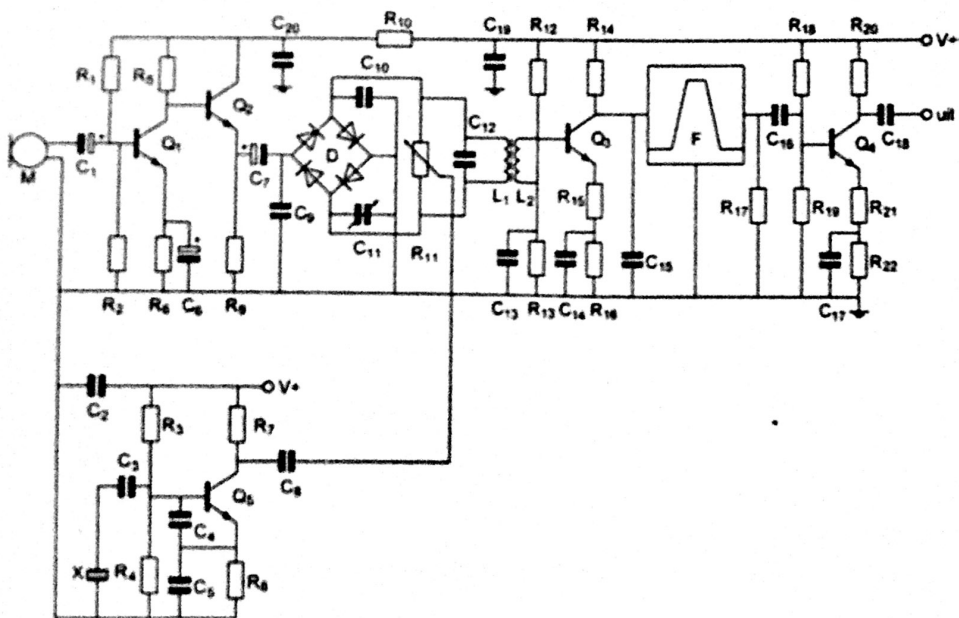 R10
C20 C19 R12 R14 R18 R20
V+
R1 R5 C10
Q2 C12 Q3 F C16 uit
Q1 D Q4 C18
M C1 C7
L1 L2 R15 R17 R19 R21
C9
C11 R11 C15 R22
R2 R6 C6 R9 C13 R13 C14 R16 C17
V+
C2 R3 R7
C3 C8
Q5
C4
X R4 C5 R8